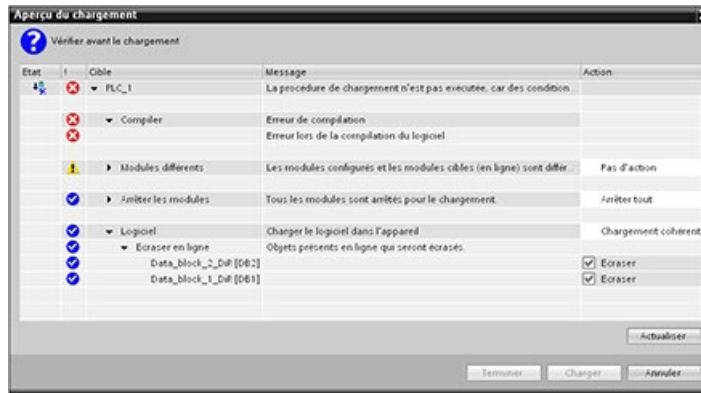 Aperçu du chargement
Vérifier avant le chargement
Etat ! Cible Message Action
PLC_1 La procédure de chargement n'est pas exécutée, car des condition...
Compiler Erreur de compilation
Erreur lors de la compilation du logiciel.
Modules différents Les modules configurés et les modules cibles (en ligne) sont différ... Pas d'action
Arrêter les modules Tous les modules sont arrêtés pour le chargement. Arrêter tout
Logiciel Charger le logiciel dans l'appareil Chargement cohérent
Ecraser en ligne Objets présents en ligne qui seront écrasés.
Data_block_2_DiR [DB2] Ecraser
Data_block_1_DiR [DB1] Ecraser
Actualiser
Terminer Charger Annuler